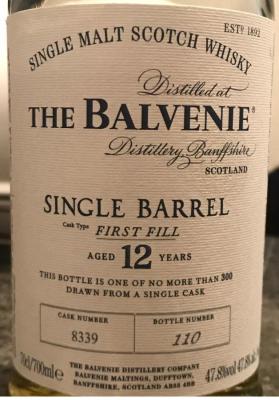 ESTD 1892
SINGLE MALT SCOTCH WHISKY
Distilled at
THE BALVENIE®
Distillery, Banffshire
SCOTLAND
SINGLE BARREL
Cask Type FIRST FILL
AGED 12 YEARS
THIS BOTTLE IS ONE OF NO MORE THAN 300
DRAWN FROM A SINGLE CASK
CASK NUMBER
8339
BOTTLE NUMBER
110
70cl/700ml e
THE BALVENIE DISTILLERY COMPANY
BALVENIE MALTINGS, DUFFTOWN,
BANFFSHIRE, SCOTLAND AB55 4BB
47.8%vol 47.8%